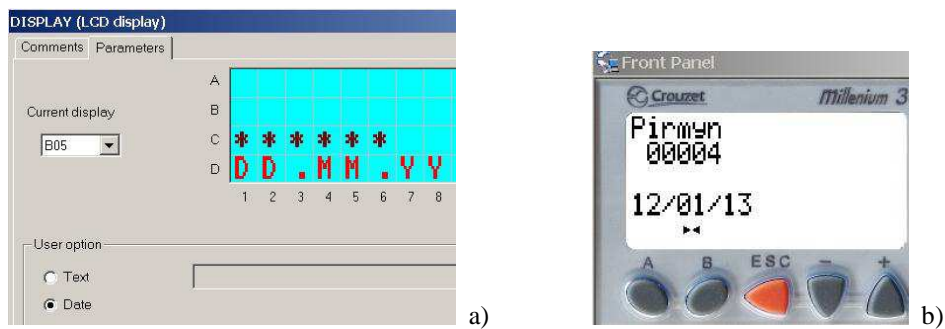 DISPLAY (LCD display)
Comments Parameters
A
Current display
B
B05
C * * * * * *
D D D . M M . Y Y
1 2 3 4 5 6 7 8
User option
Text
Date
a)
Front Panel
Crouzet Millenium 3
Pirmyn
00004
12/01/13
A B ESC - +
b)